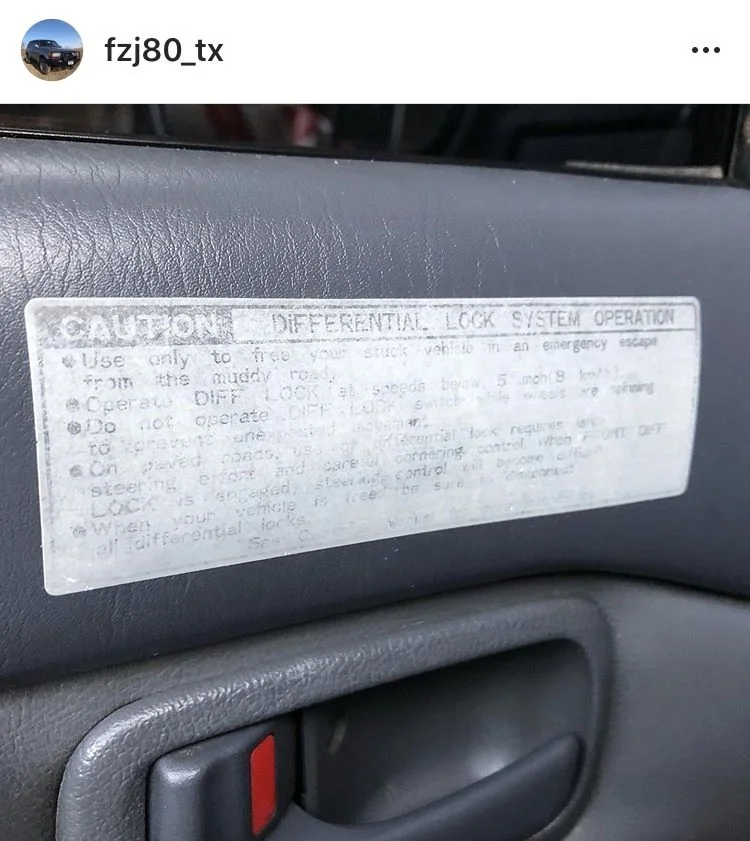 fzj80_tx
CAUTION DiFFERENTIAL LOCK SYSTEM OPERATION
Use only to free your stuck vehicle in an emergency escape
from the muddy road.
Operate DIFF LOCK at speeds below 5 mph(8 km/h).
Do not operate DIFF LOCK switch while wheels are spinning
to prevent unexpected movement.
On paved roads, use of differential lock requires
steering effort and careful cornering control. When FRONT DIFF
LOCK is engaged, steering control will become difficult
When your vehicle is freed be sure to disconnect
all differential locks.